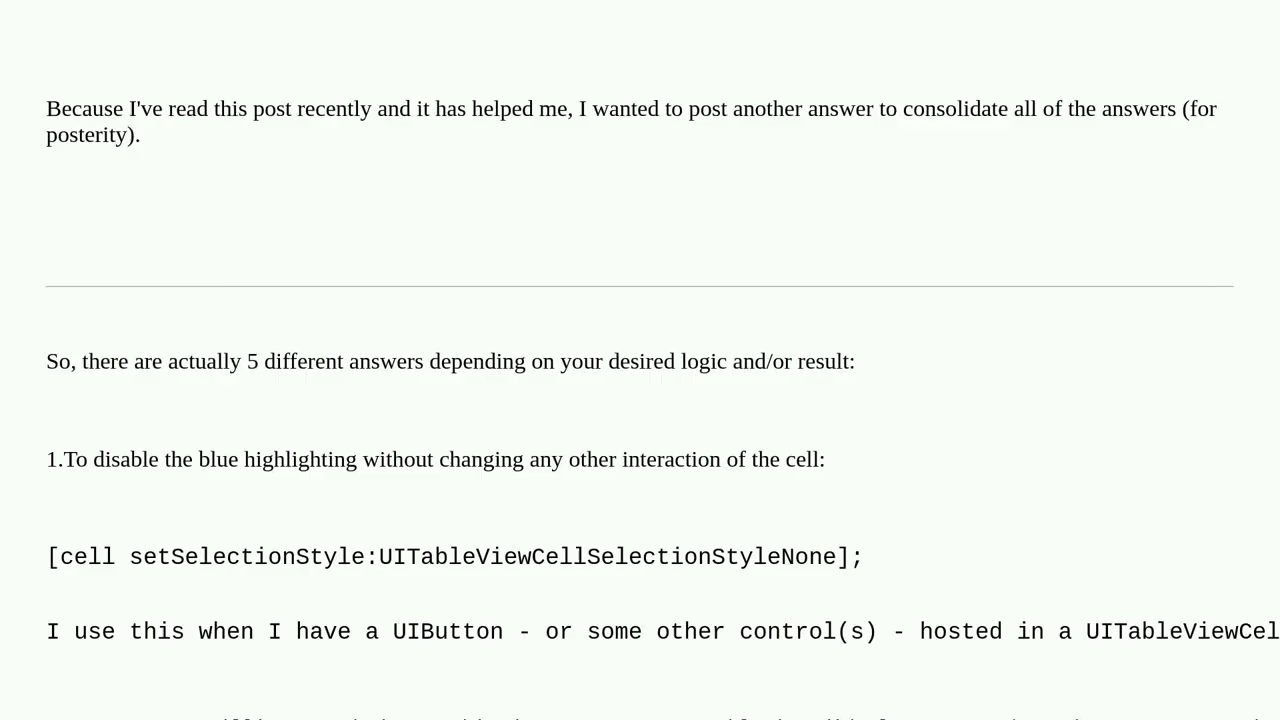 Because I've read this post recently and it has helped me, I wanted to post another answer to consolidate all of the answers (for
posterity).
So, there are actually 5 different answers depending on your desired logic and/or result:
1.To disable the blue highlighting without changing any other interaction of the cell:
[cell setSelectionStyle:UITableViewCellSelectionStyleNone];
I use this when I have a UIButton - or some other control(s) - hosted in a UITableViewCel